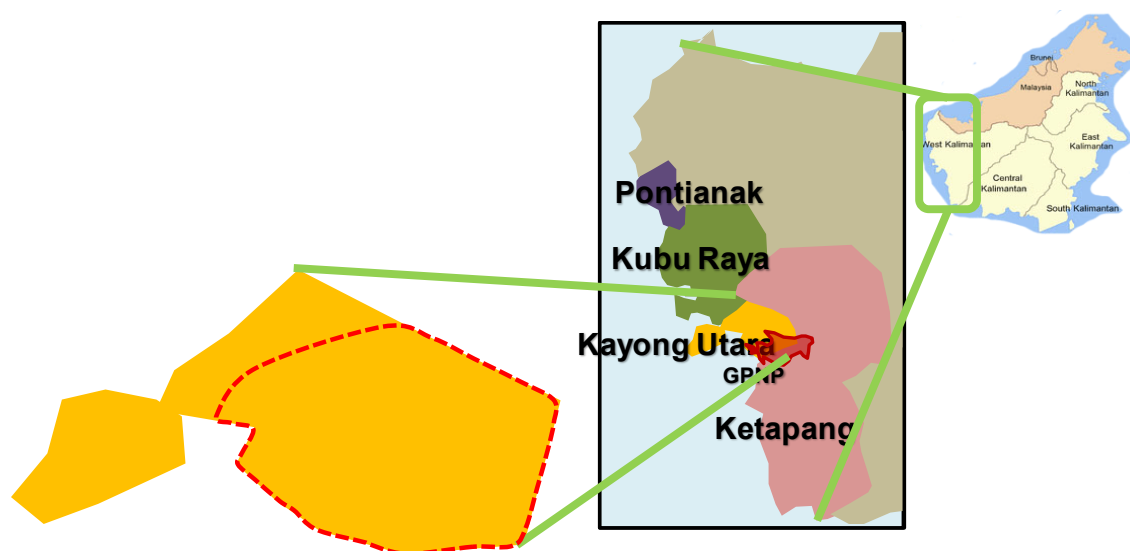 Pontianak
Kubu Raya
Kayong Utara
GPNP
Ketapang
Brunei
Malaysia
North
Kalimantan
West Kalimantan
East
Kalimantan
Central
Kalimantan
South Kalimantan